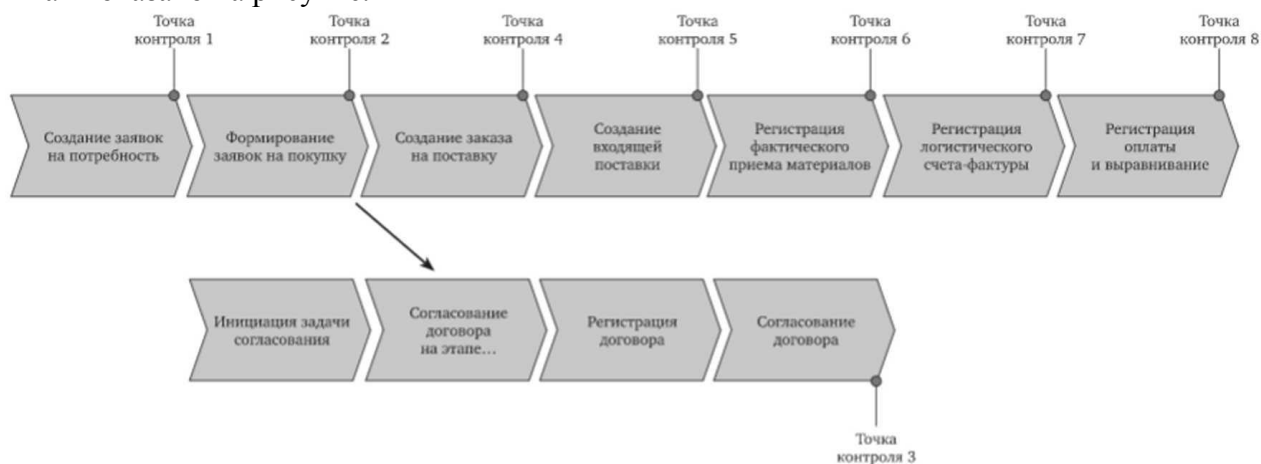 Точка
контроля 1
Точка
контроля 2
Точка
контроля 4
Точка
контроля 5
Точка
контроля 6
Точка
контроля 7
Точка
контроля 8
Создание заявок
на потребность
Формирование
заявок на покупку
Создание заказа
на поставку
Создание
входящей
поставки
Регистрация
фактического
приема материалов
Регистрация
логистического
счета-фактуры
Регистрация
оплаты
и выравнивание
Инициация задачи
согласования
Согласование
договора
на этапе...
Регистрация
договора
Согласование
договора
Точка
контроля 3